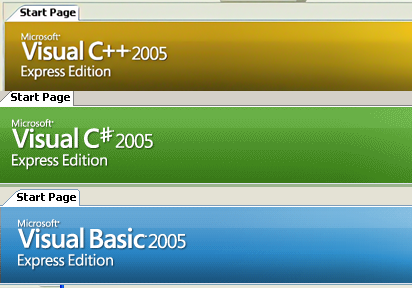 Start Page
Microsoft
Visual C++ 2005
Express Edition
Start Page
Microsoft
Visual C# 2005
Express Edition
Start Page
Microsoft
Visual Basic 2005
Express Edition